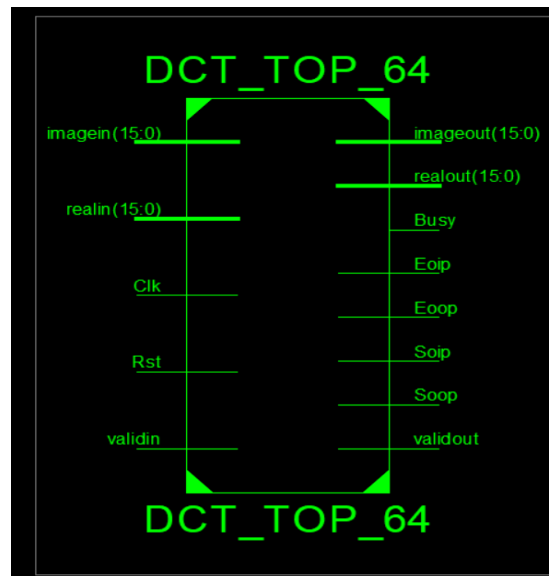 DCT_TOP_64
imagein(15:0)
realin(15:0)
Clk
Rst
validin
imageout(15:0)
realout(15:0)
Busy
Eoip
Eoop
Soip
Soop
validout
DCT_TOP_64